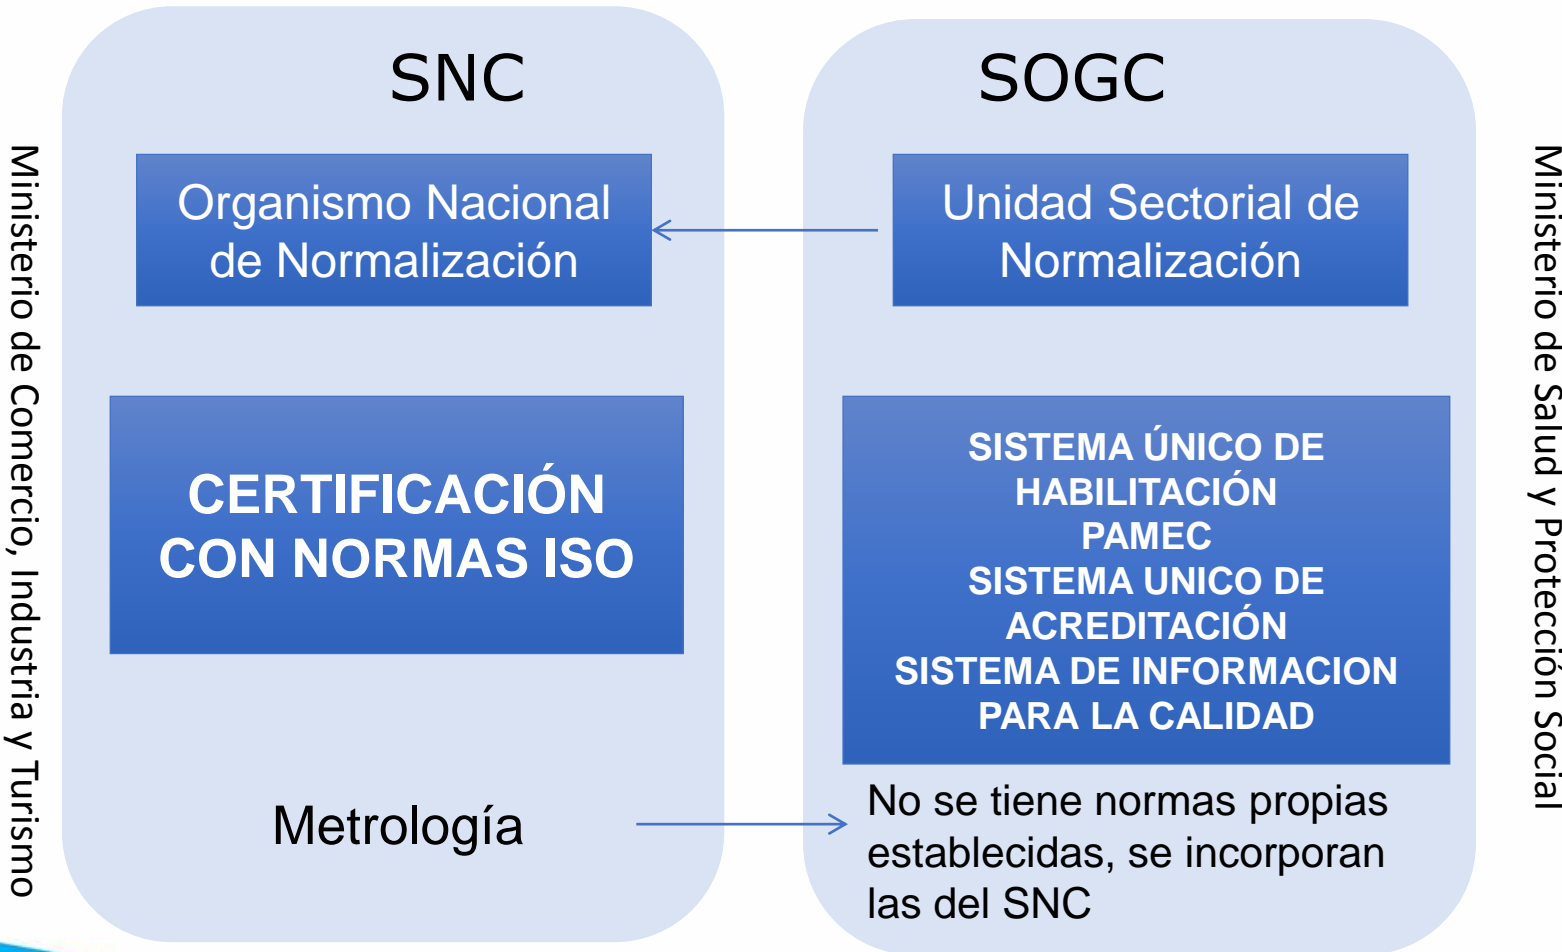 Ministerio de Comercio, Industria y Turismo
SNC
Organismo Nacional
de Normalización
CERTIFICACIÓN
CON NORMAS ISO
Metrología
SOGC
Unidad Sectorial de
Normalización
SISTEMA ÚNICO DE
HABILITACIÓN
PAMEC
SISTEMA UNICO DE
ACREDITACIÓN
SISTEMA DE INFORMACION
PARA LA CALIDAD
No se tiene normas propias
establecidas, se incorporan
las del SNC
Ministerio de Salud y Protección Social